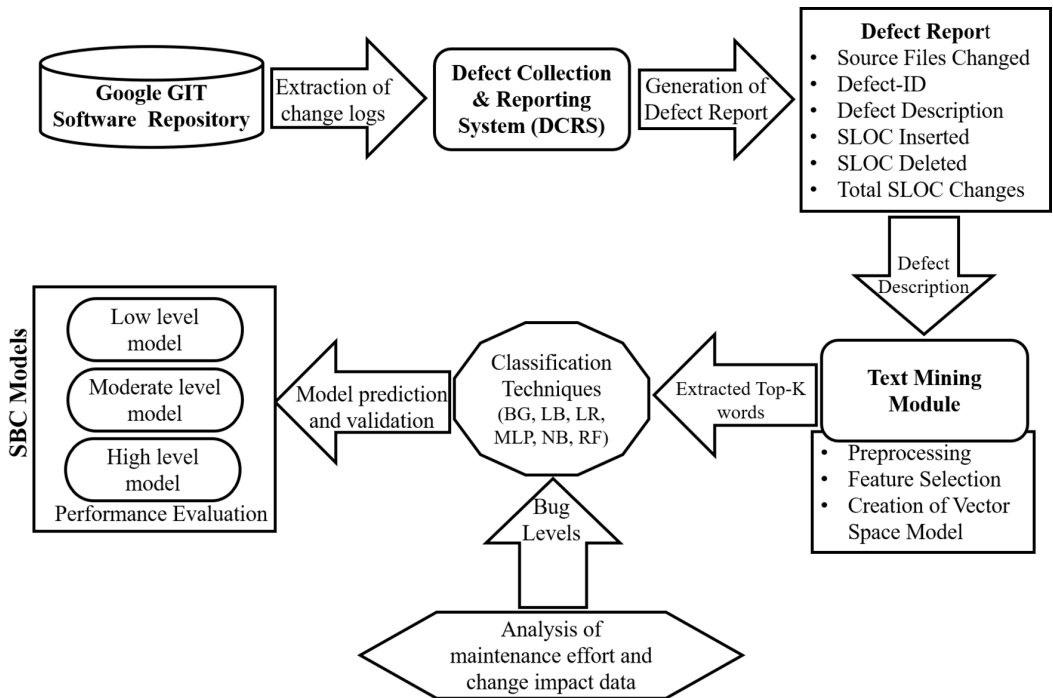 Google GIT
Software Repository
Extraction of
change logs
Defect Collection
& Reporting
System (DCRS)
Generation of
Defect Report
Defect Report
• Source Files Changed
• Defect-ID
• Defect Description
• SLOC Inserted
• SLOC Deleted
• Total SLOC Changes
Defect
Description
Text Mining
Module
• Preprocessing
• Feature Selection
• Creation of Vector
Space Model
Extracted Top-K
words
Classification
Techniques
(BG, LB, LR,
MLP, NB, RF)
Bug
Levels
Analysis of
maintenance effort and
change impact data
Model prediction
and validation
SBC Models
Low level
model
Moderate level
model
High level
model
Performance Evaluation